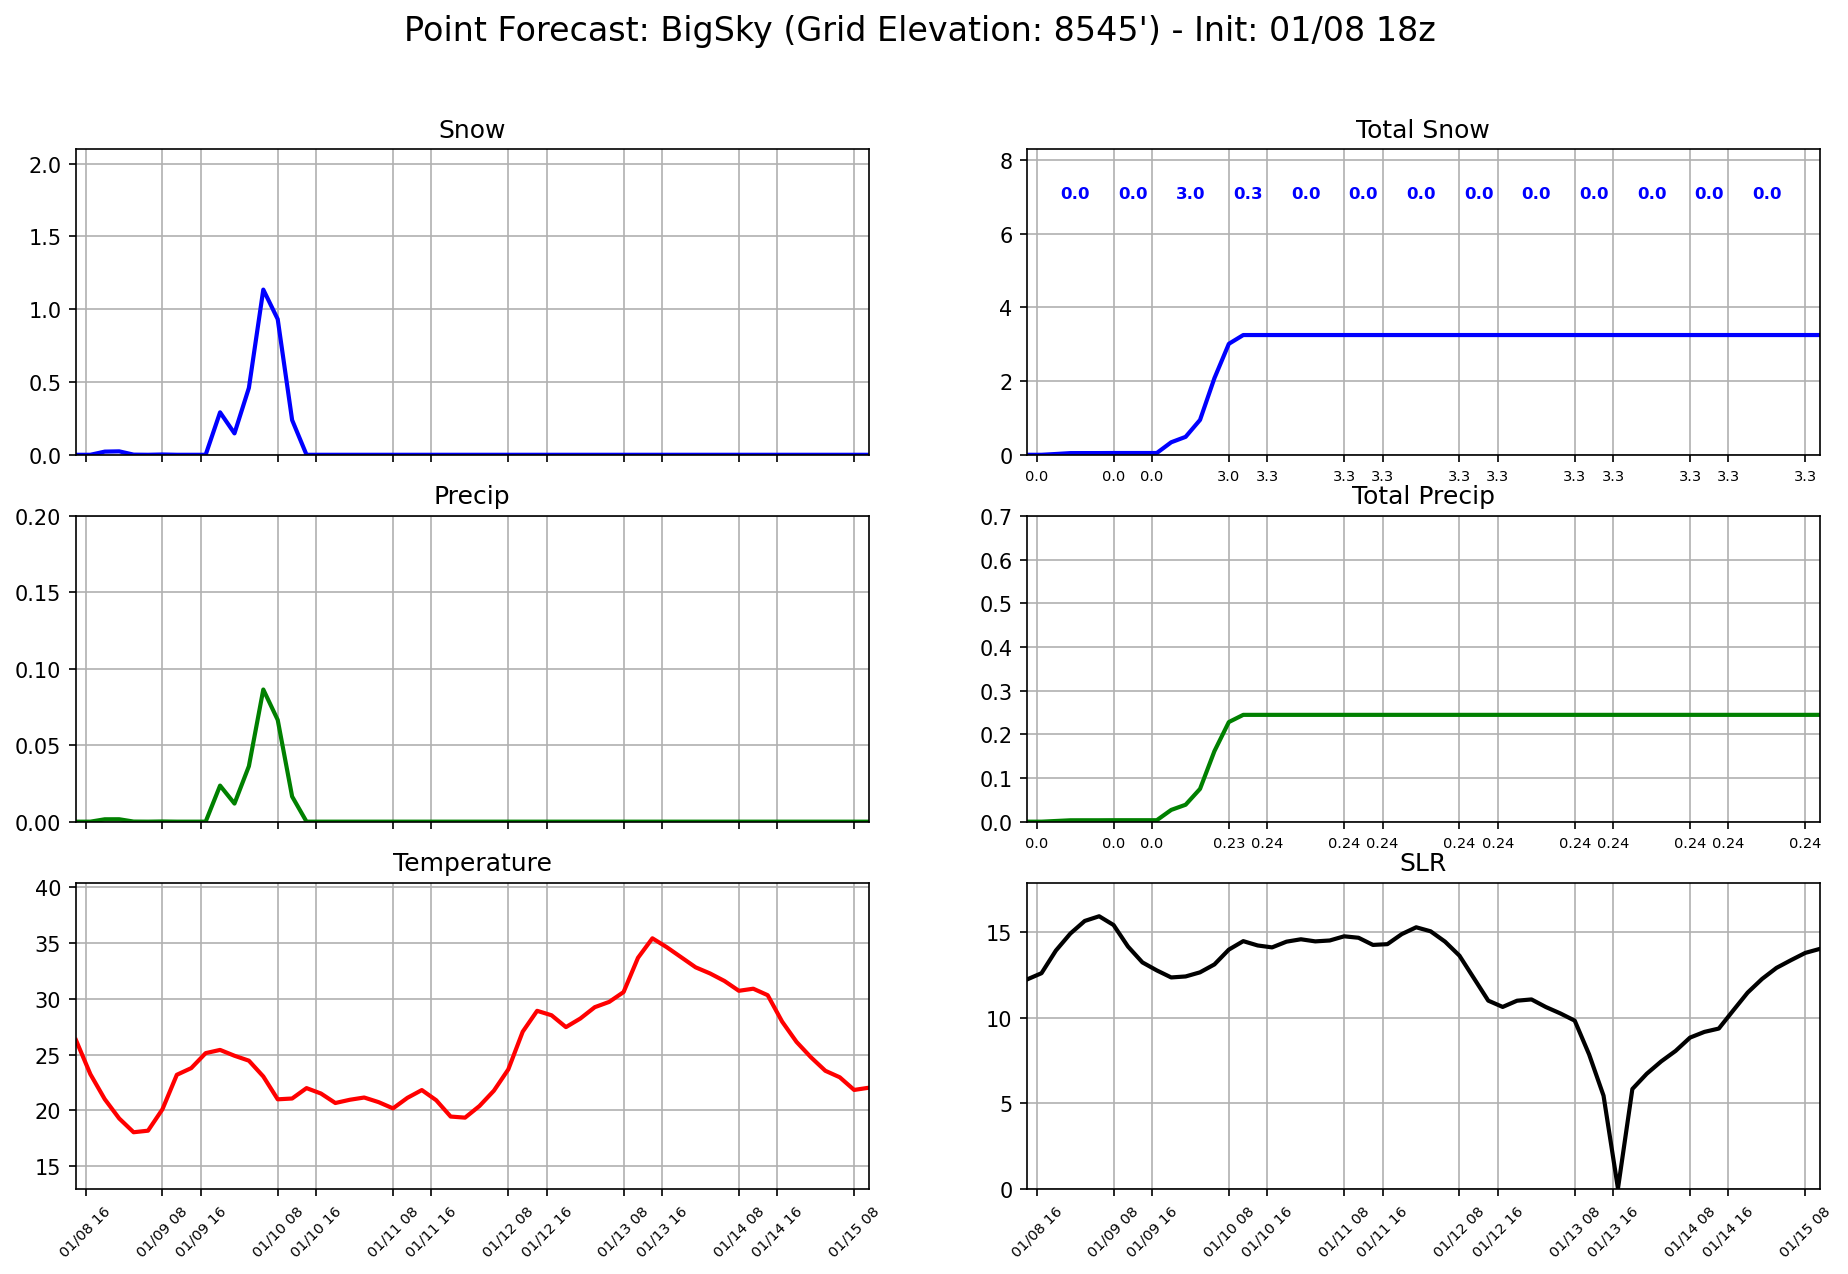 Point Forecast: BigSky (Grid Elevation: 8545') - Init: 01/08 18z
Snow
2.0
1.5
1.0
0.5
0.0
Total Snow
8
6
4
2
0
0.0 0.0 3.0 0.3 0.0 0.0 0.0 0.0 0.0 0.0 0.0 0.0 0.0
0.0 0.0 0.0 3.0 3.3 3.3 3.3 3.3 3.3 3.3 3.3 3.3 3.3 3.3
Precip
0.20
0.15
0.10
0.05
0.00
Total Precip
0.7
0.6
0.5
0.4
0.3
0.2
0.1
0.0
0.0 0.0 0.0 0.23 0.24 0.24 0.24 0.24 0.24 0.24 0.24 0.24 0.24 0.24
Temperature
40
35
30
25
20
15
01/08 16 01/09 08 01/09 16 01/10 08 01/10 16 01/11 08 01/11 16 01/12 08 01/12 16 01/13 08 01/13 16 01/14 08 01/14 16 01/15 08
SLR
15
10
5
0
01/08 16 01/09 08 01/09 16 01/10 08 01/10 16 01/11 08 01/11 16 01/12 08 01/12 16 01/13 08 01/13 16 01/14 08 01/14 16 01/15 08